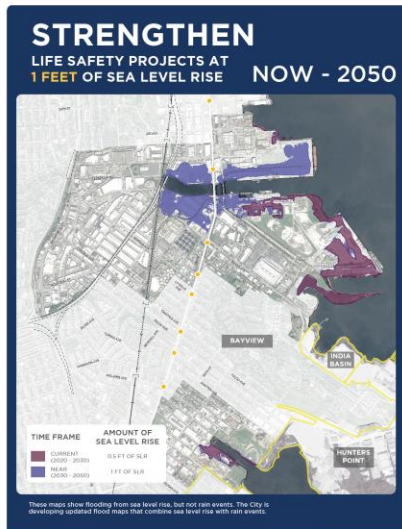 STRENGTHEN
LIFE SAFETY PROJECTS AT
1 FEET OF SEA LEVEL RISE
NOW - 2050
BAYVIEW
INDIA
BASIN
HUNTERS
POINT
TIME FRAME
AMOUNT OF
SEA LEVEL RISE
CURRENT
(2020 - 2030)
0.5 FT OF SLR
NEAR
(2030 - 2050)
1 FT OF SLR
These maps show flooding from sea level rise, but not rain events. The City is
developing updated flood maps that combine sea level rise with rain events.